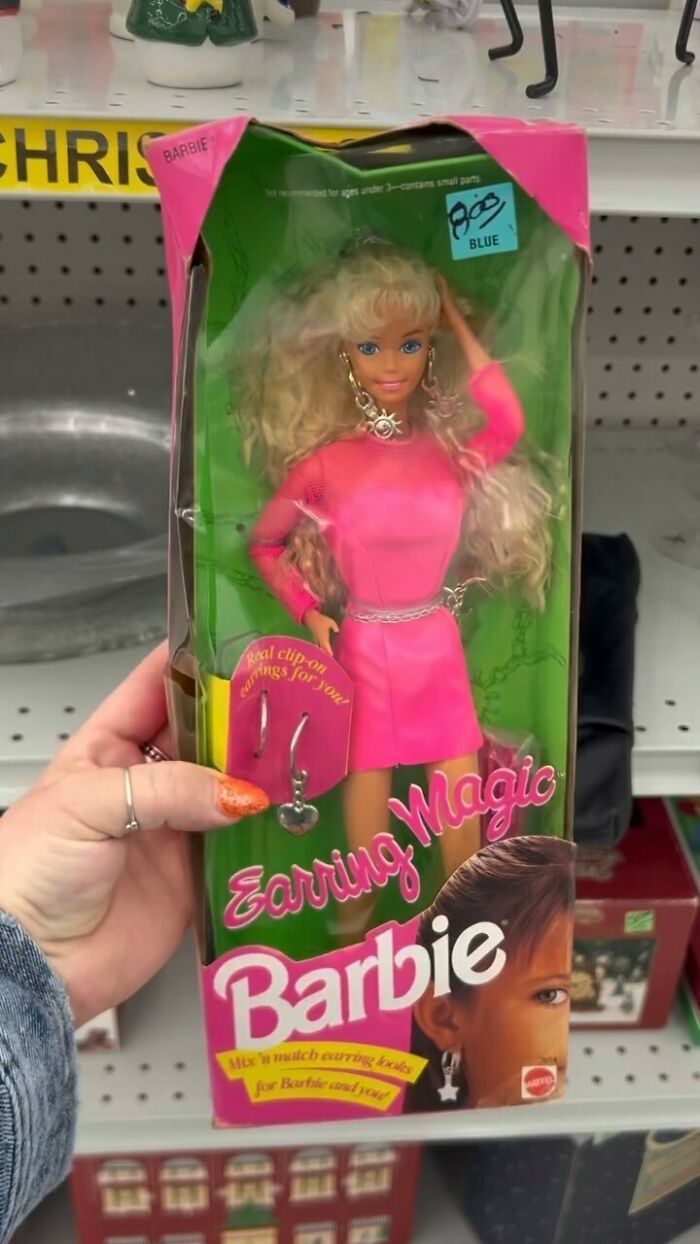 CHRIS
BARBIE
Not recommended for ages under 3—contains small parts
BLUE
Real clip-on
earrings for you!
Earring Magic™
Barbie®
Mix 'n match earring looks
for Barbie and you!
MATTEL